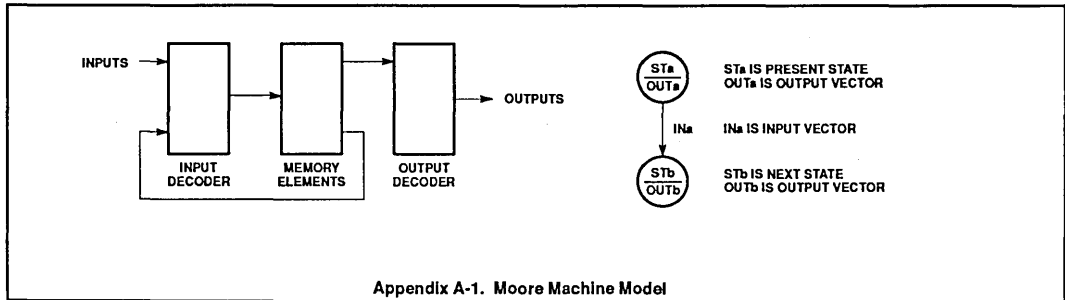 INPUTS
OUTPUTS
INPUT
DECODER
MEMORY
ELEMENTS
OUTPUT
DECODER
STa
OUTa
STa IS PRESENT STATE
OUTa IS OUTPUT VECTOR
INa
INa IS INPUT VECTOR
STb
OUTb
STb IS NEXT STATE
OUTb IS OUTPUT VECTOR
Appendix A-1. Moore Machine Model